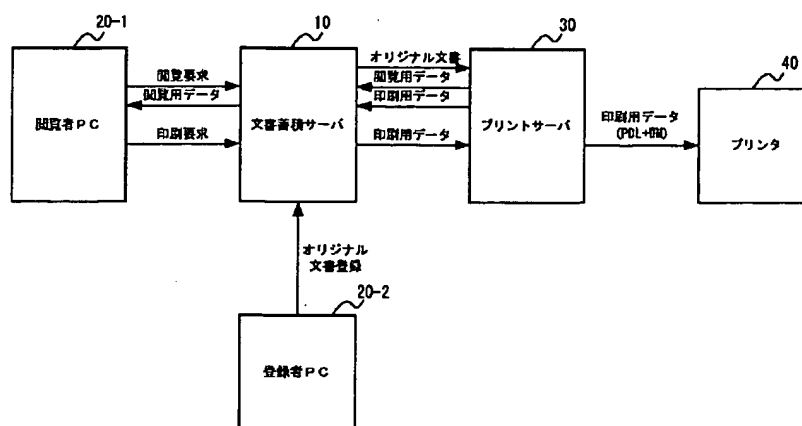 20-1
10
30
40
閲覧者PC
閲覧要求
閲覧用データ
印刷要求
文書蓄積サーバ
オリジナル文書
閲覧用データ
印刷用データ
印刷用データ
プリントサーバ
印刷用データ
(PDL+BM)
プリンタ
オリジナル
文書登録
20-2
登録者PC